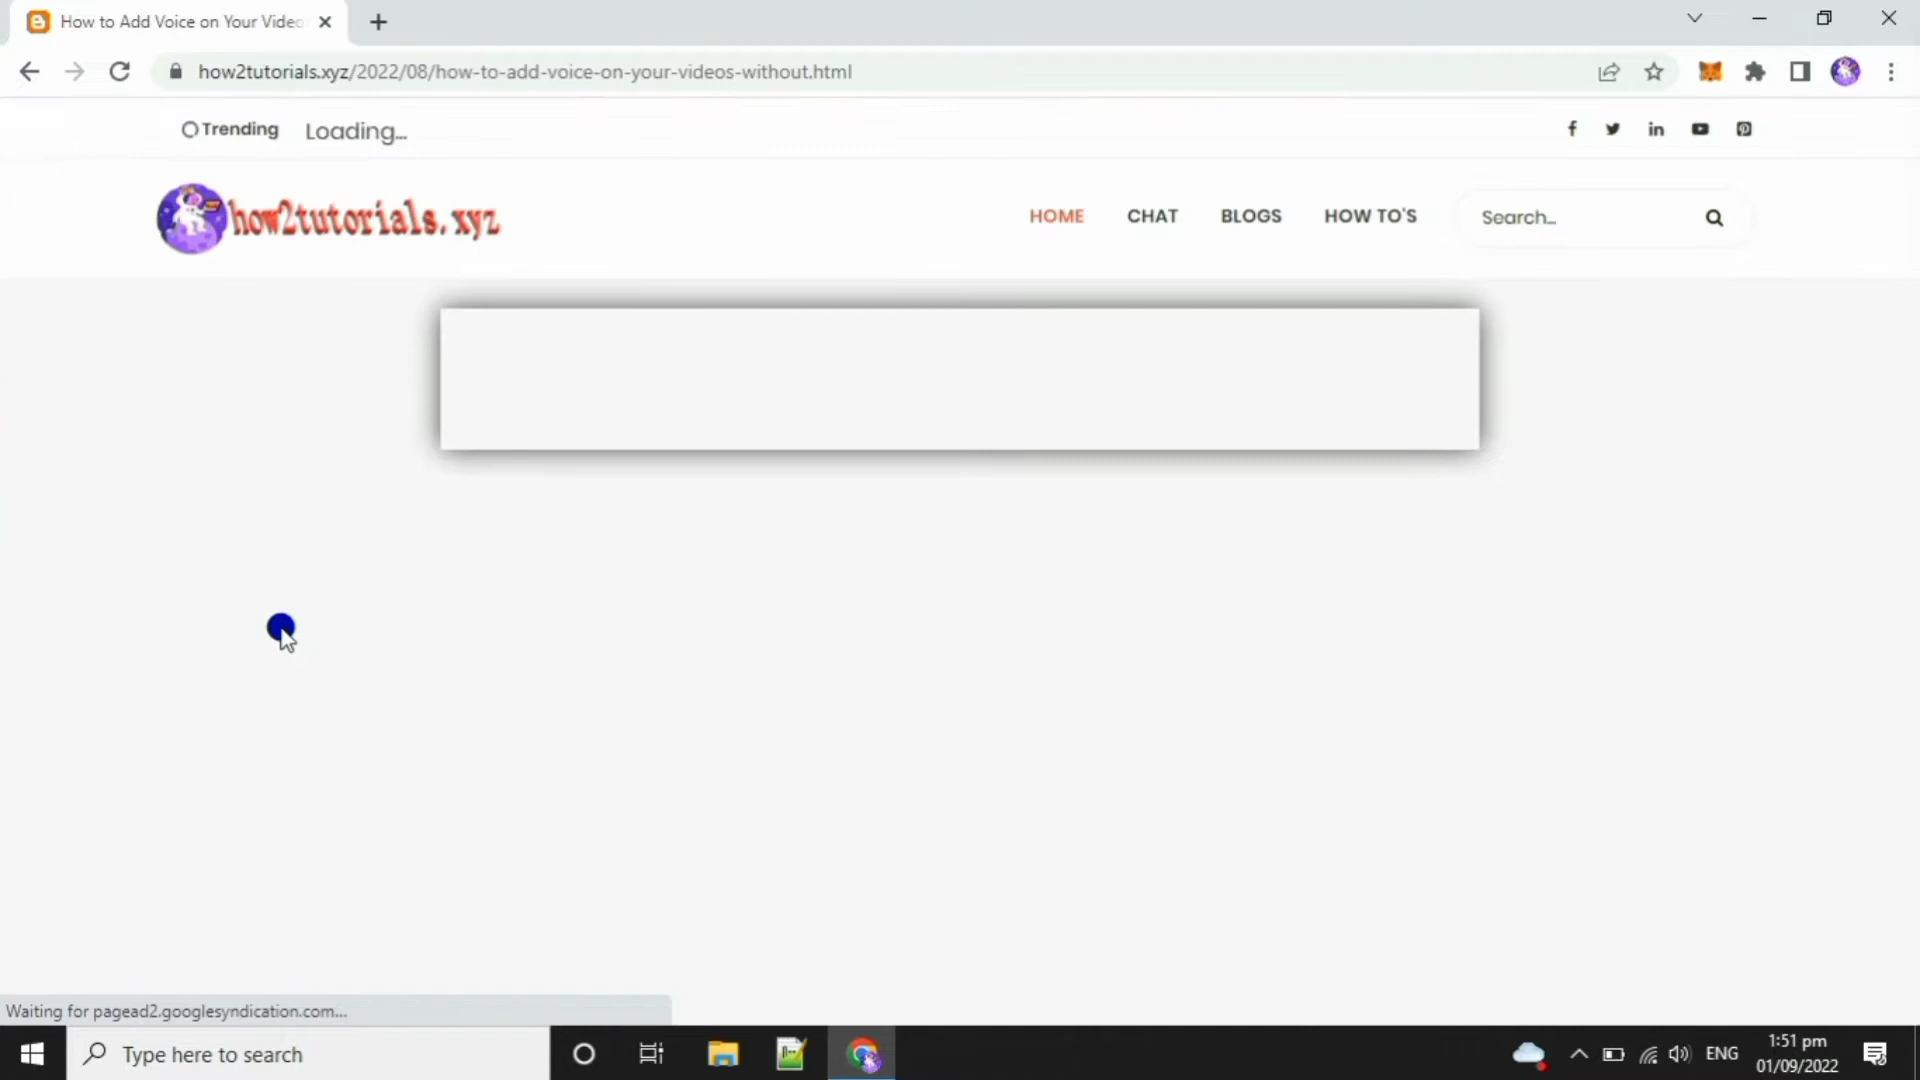 How to Add Voice on Your Video
how2tutorials.xyz/2022/08/how-to-add-voice-on-your-videos-without.html
Trending Loading...
how2tutorials.xyz
HOME CHAT BLOGS HOW TO'S Search...
Waiting for pagead2.googlesyndication.com...
Type here to search
ENG
1:51 pm
01/09/2022